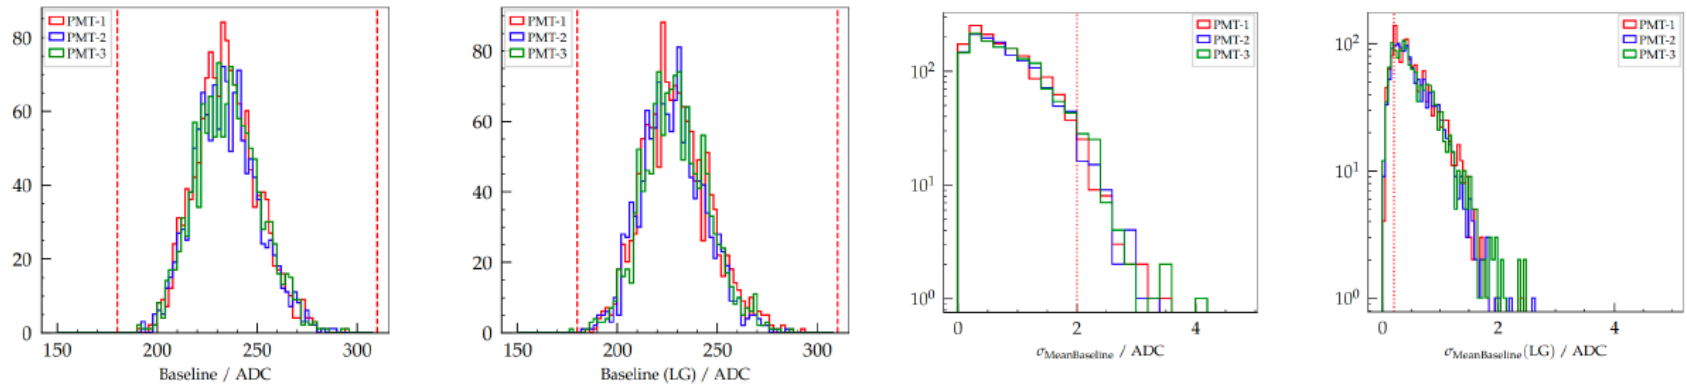 PMT-1
PMT-2
PMT-3
80
60
40
20
0
150 200 250 300
Baseline / ADC
PMT-1
PMT-2
PMT-3
80
60
40
20
0
150 200 250 300
Baseline (LG) / ADC
PMT-1
PMT-2
PMT-3
10²
10¹
10⁰
0 2 4
σMeanBaseline / ADC
PMT-1
PMT-2
PMT-3
10²
10¹
10⁰
0 2 4
σMeanBaseline(LG) / ADC